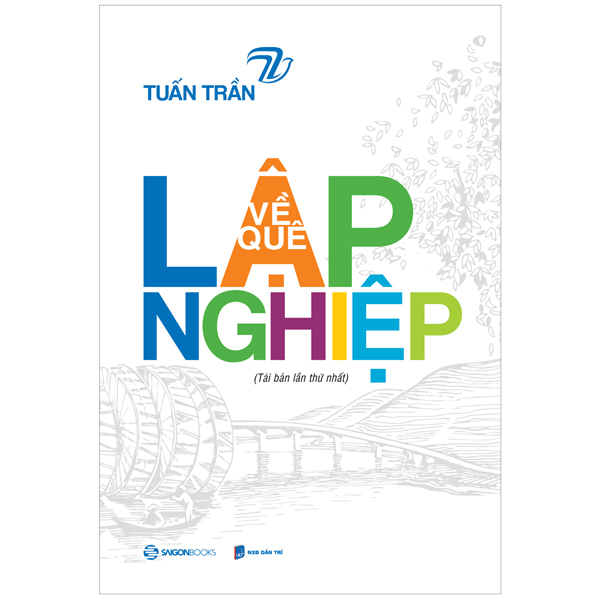 TUẤN TRẦN
VỀ
QUÊ
LẬP
NGHIỆP
(Tái bản lần thứ nhất)
SAIGONBOOKS
NXB DÂN TRÍ